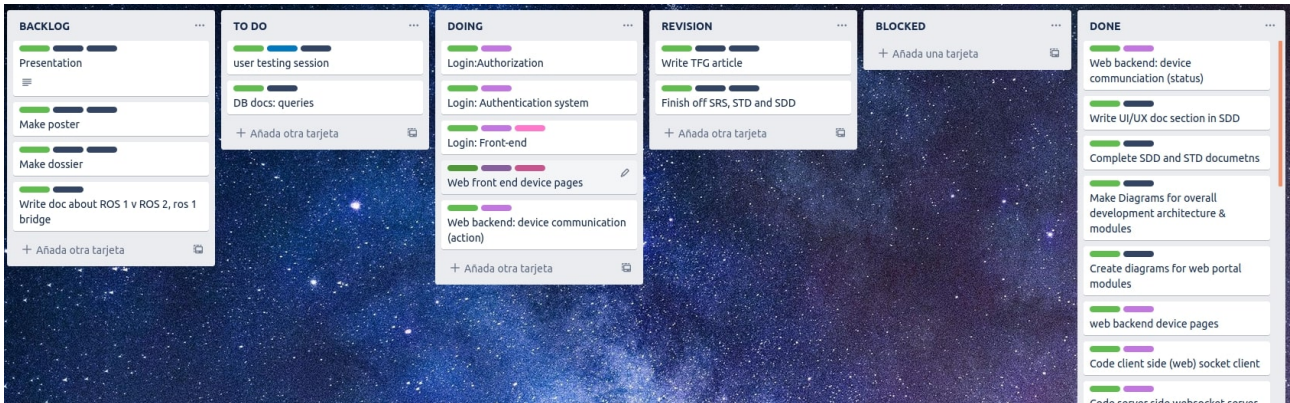 BACKLOG
Presentation
Make poster
Make dossier
Write doc about ROS 1 v ROS 2, ros 1
bridge
+ Añada otra tarjeta
TO DO
user testing session
DB docs: queries
+ Añada otra tarjeta
DOING
Login:Authorization
Login: Authentication system
Login: Front-end
Web front end device pages
Web backend: device communication
(action)
+ Añada otra tarjeta
REVISION
Write TFG article
Finish off SRS, STD and SDD
+ Añada otra tarjeta
BLOCKED
+ Añada una tarjeta
DONE
Web backend: device
communciation (status)
Write UI/UX doc section in SDD
Complete SDD and STD documetns
Make Diagrams for overall
development architecture &
modules
Create diagrams for web portal
modules
web backend device pages
Code client side (web) socket client
Code server side websocket server